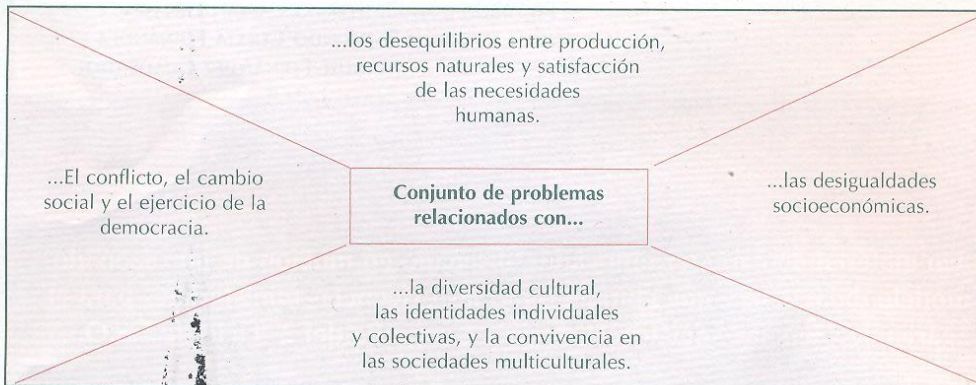 ...los desequilibrios entre producción,
recursos naturales y satisfacción
de las necesidades
humanas.
...El conflicto, el cambio
social y el ejercicio de la
democracia.
Conjunto de problemas
relacionados con...
...las desigualdades
socioeconómicas.
...la diversidad cultural,
las identidades individuales
y colectivas, y la convivencia en
las sociedades multiculturales.